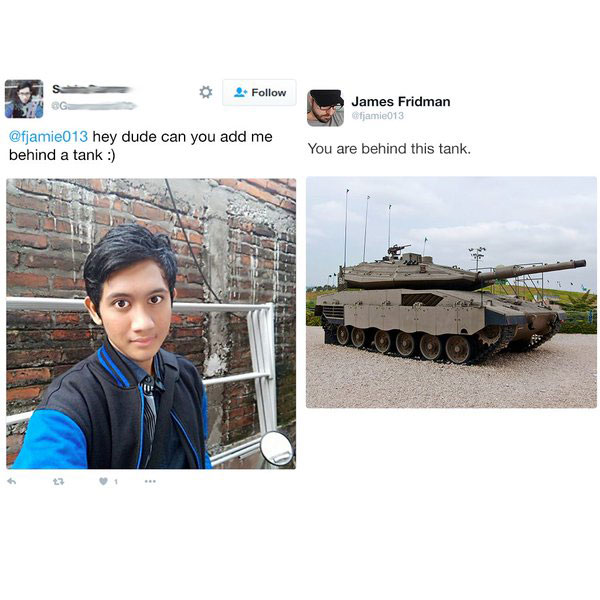 Follow
@fjamie013 hey dude can you add me
behind a tank :)
1
James Fridman
@fjamie013
You are behind this tank.